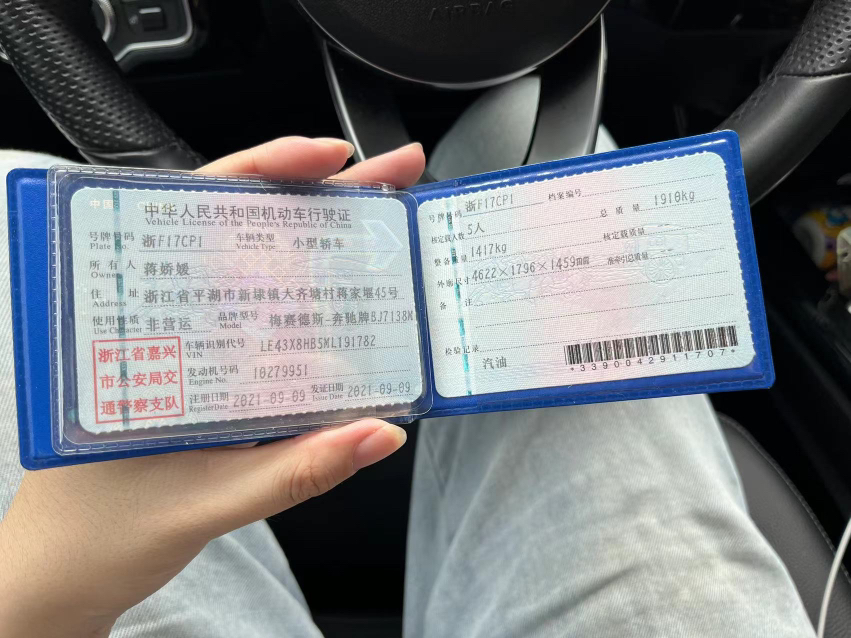 AIRBAG
中华人民共和国机动车行驶证
Vehicle License of the People's Republic of China
号牌号码 浙F17CP1 车辆类型 小型轿车
Plate No. Vehicle Type
所有人 蒋娇媛
Owner
住址 浙江省平湖市新埭镇大齐塘村蒋家堰45号
Address
使用性质 非营运 品牌型号 梅赛德斯-奔驰牌BJ7138K
Use Character Model
浙江省嘉兴
市公安局交
通警察支队
车辆识别代号 LE43X8HB5ML191782
VIN
发动机号码 10279951
Engine No.
注册日期 2021-09-09 发证日期 2021-09-09
Register Date Issue Date
号牌号码 浙F17CP1 档案编号
核定载人数 5人 总质量 1910kg
整备质量 1417kg 核定载质量 --
外廓尺寸 4622×1796×1459mm 准牵引总质量 --
备注
检验记录
汽油
*3390042911707*